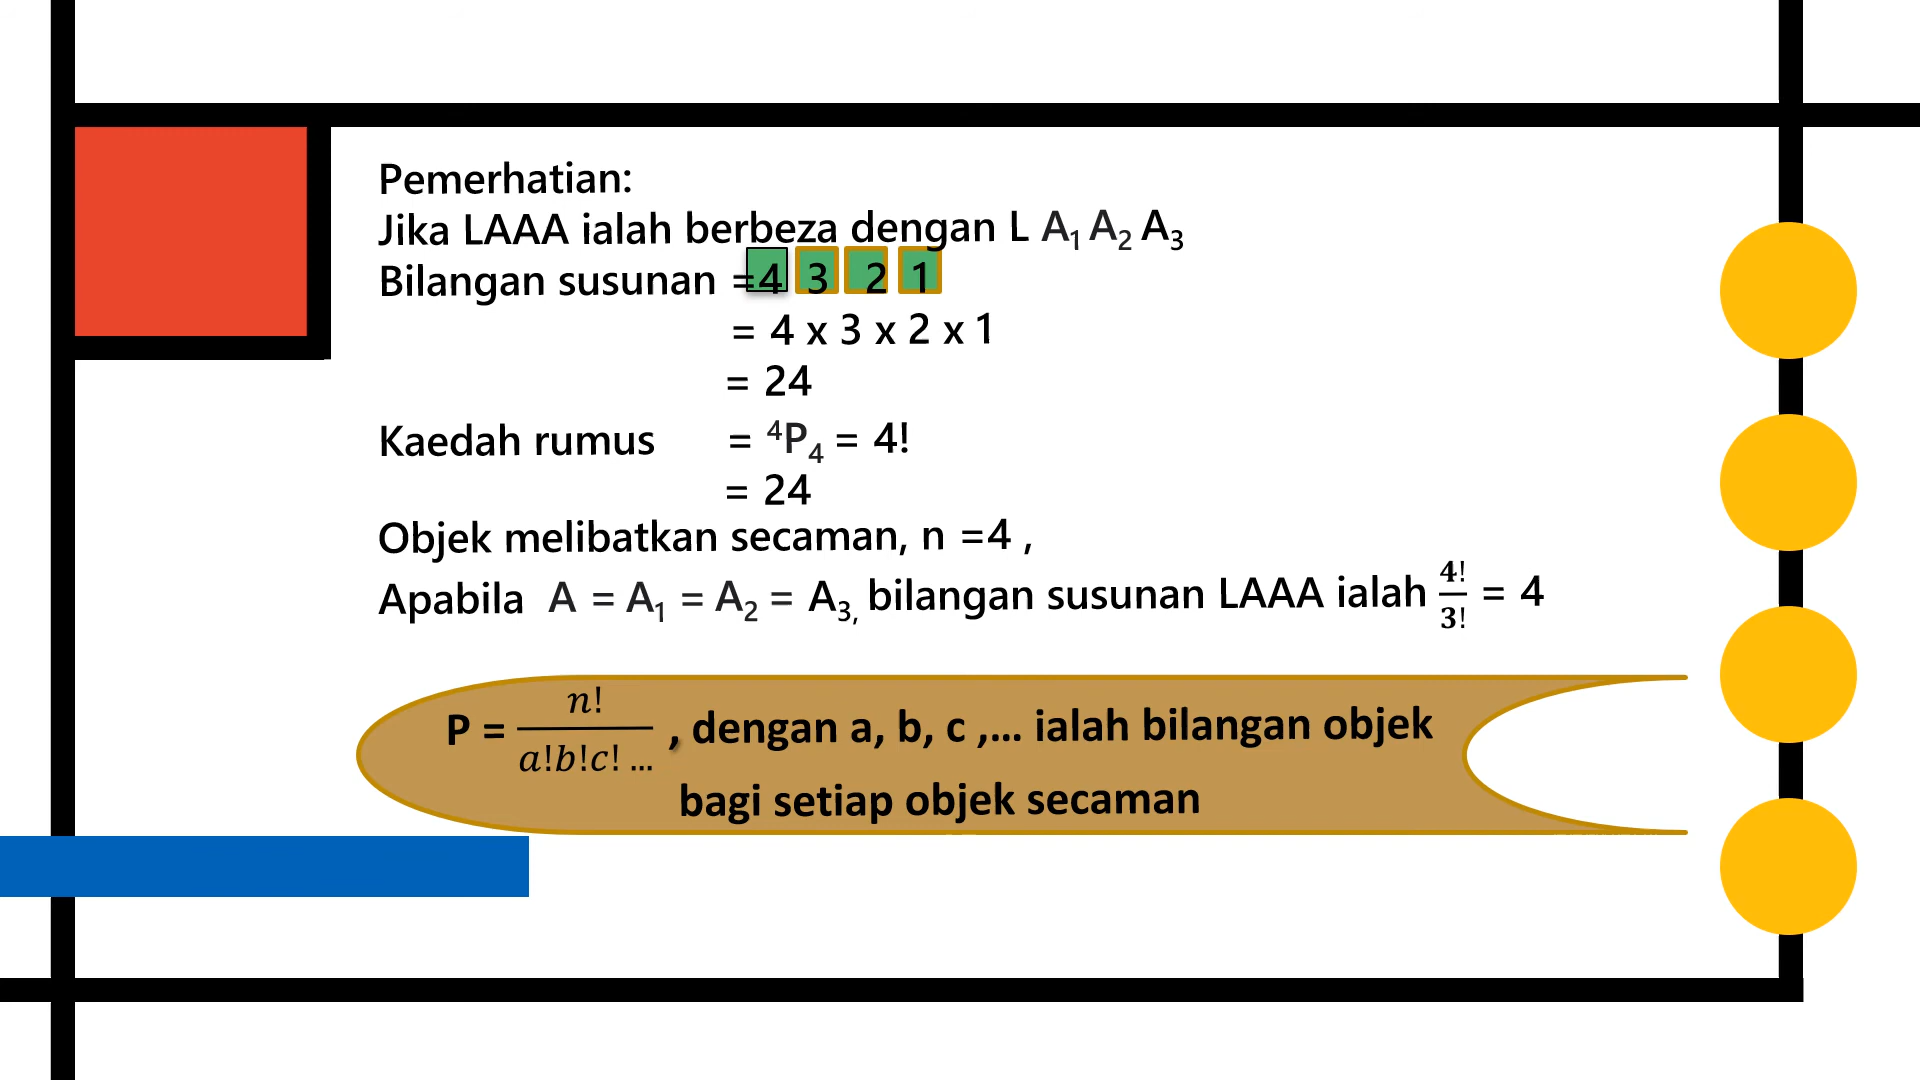 Pemerhatian:
Jika LAAA ialah berbeza dengan L A₁ A₂ A₃
Bilangan susunan =4 3 2 1
= 4 x 3 x 2 x 1
= 24
Kaedah rumus = ⁴P₄ = 4!
= 24
Objek melibatkan secaman, n =4 ,
Apabila A = A₁ = A₂ = A₃, bilangan susunan LAAA ialah 4!/3! = 4
P = n!/a!b!c! ... , dengan a, b, c ,... ialah bilangan objek
bagi setiap objek secaman